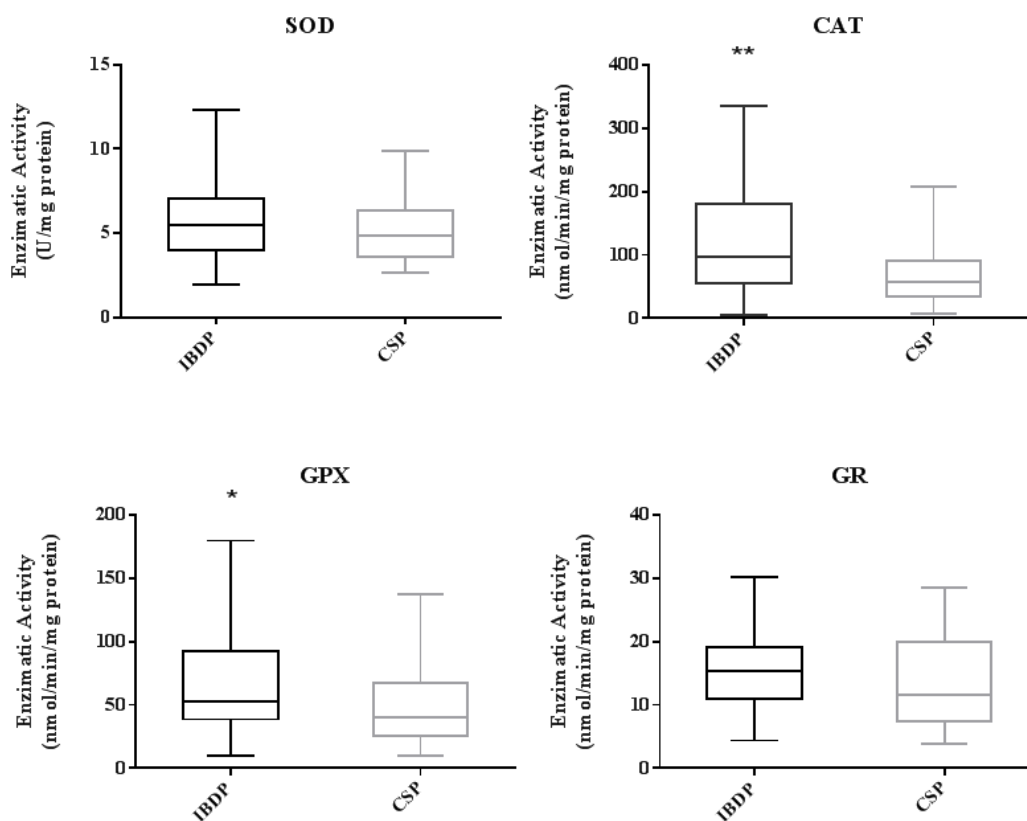 SOD
Enzimatic Activity
(U/mg protein)
15
10
5
0
IBDP
CSP
CAT
**
Enzimatic Activity
(nmol/min/mg protein)
400
300
200
100
0
IBDP
CSP
GPX
*
Enzimatic Activity
(nmol/min/mg protein)
200
150
100
50
0
IBDP
CSP
GR
Enzimatic Activity
(nmol/min/mg protein)
40
30
20
10
0
IBDP
CSP